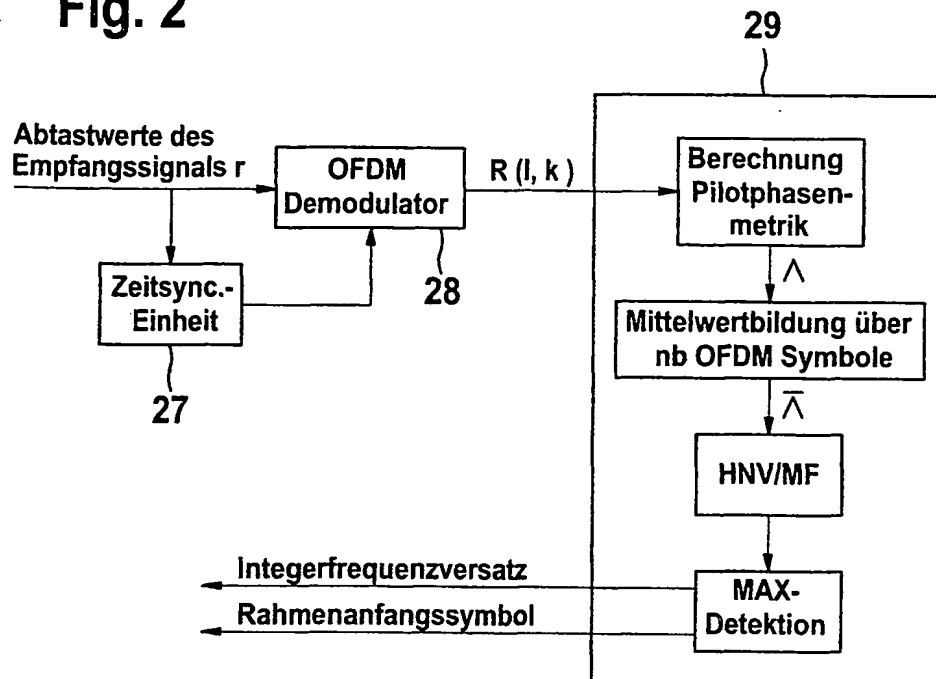 Fig. 2
29
Abtastwerte des
Empfangssignals r
OFDM
Demodulator
R (l, k )
Berechnung
Pilotphasen-
metrik
28
Λ
Zeitsync.-
Einheit
Mittelwertbildung über
nb OFDM Symbole
27
Λ̅
HNV/MF
Integerfrequenzversatz
MAX-
Detektion
Rahmenanfangssymbol